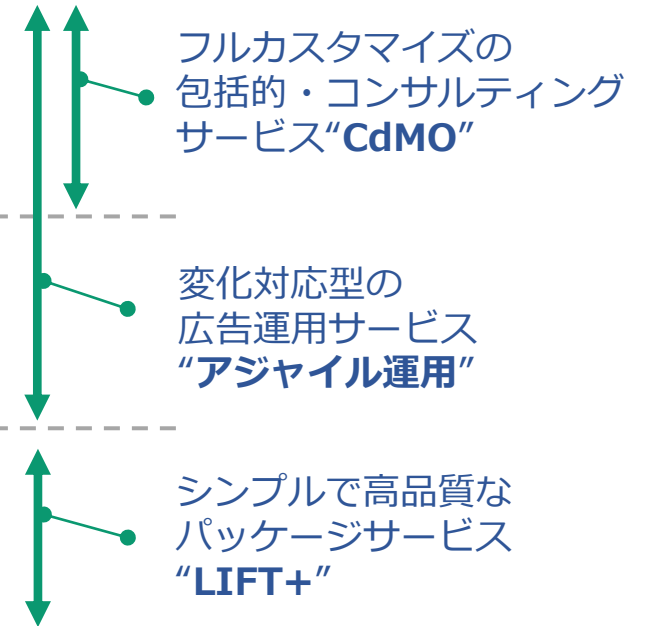 フルカスタマイズの
包括的・コンサルティング
サービス“CdMO”
変化対応型の
広告運用サービス
“アジャイル運用”
シンプルで高品質な
パッケージサービス
“LIFT+”